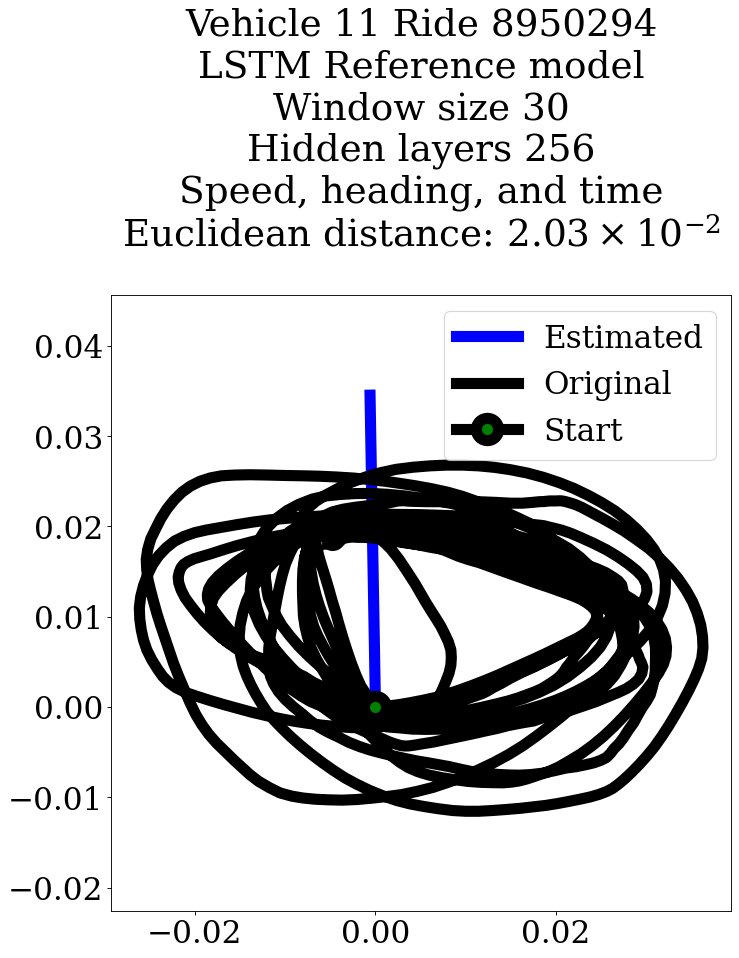 Vehicle 11 Ride 8950294
LSTM Reference model
Window size 30
Hidden layers 256
Speed, heading, and time
Euclidean distance: 2.03 × 10⁻²
Estimated
Original
Start
0.04
0.03
0.02
0.01
0.00
−0.01
−0.02
−0.02 0.00 0.02